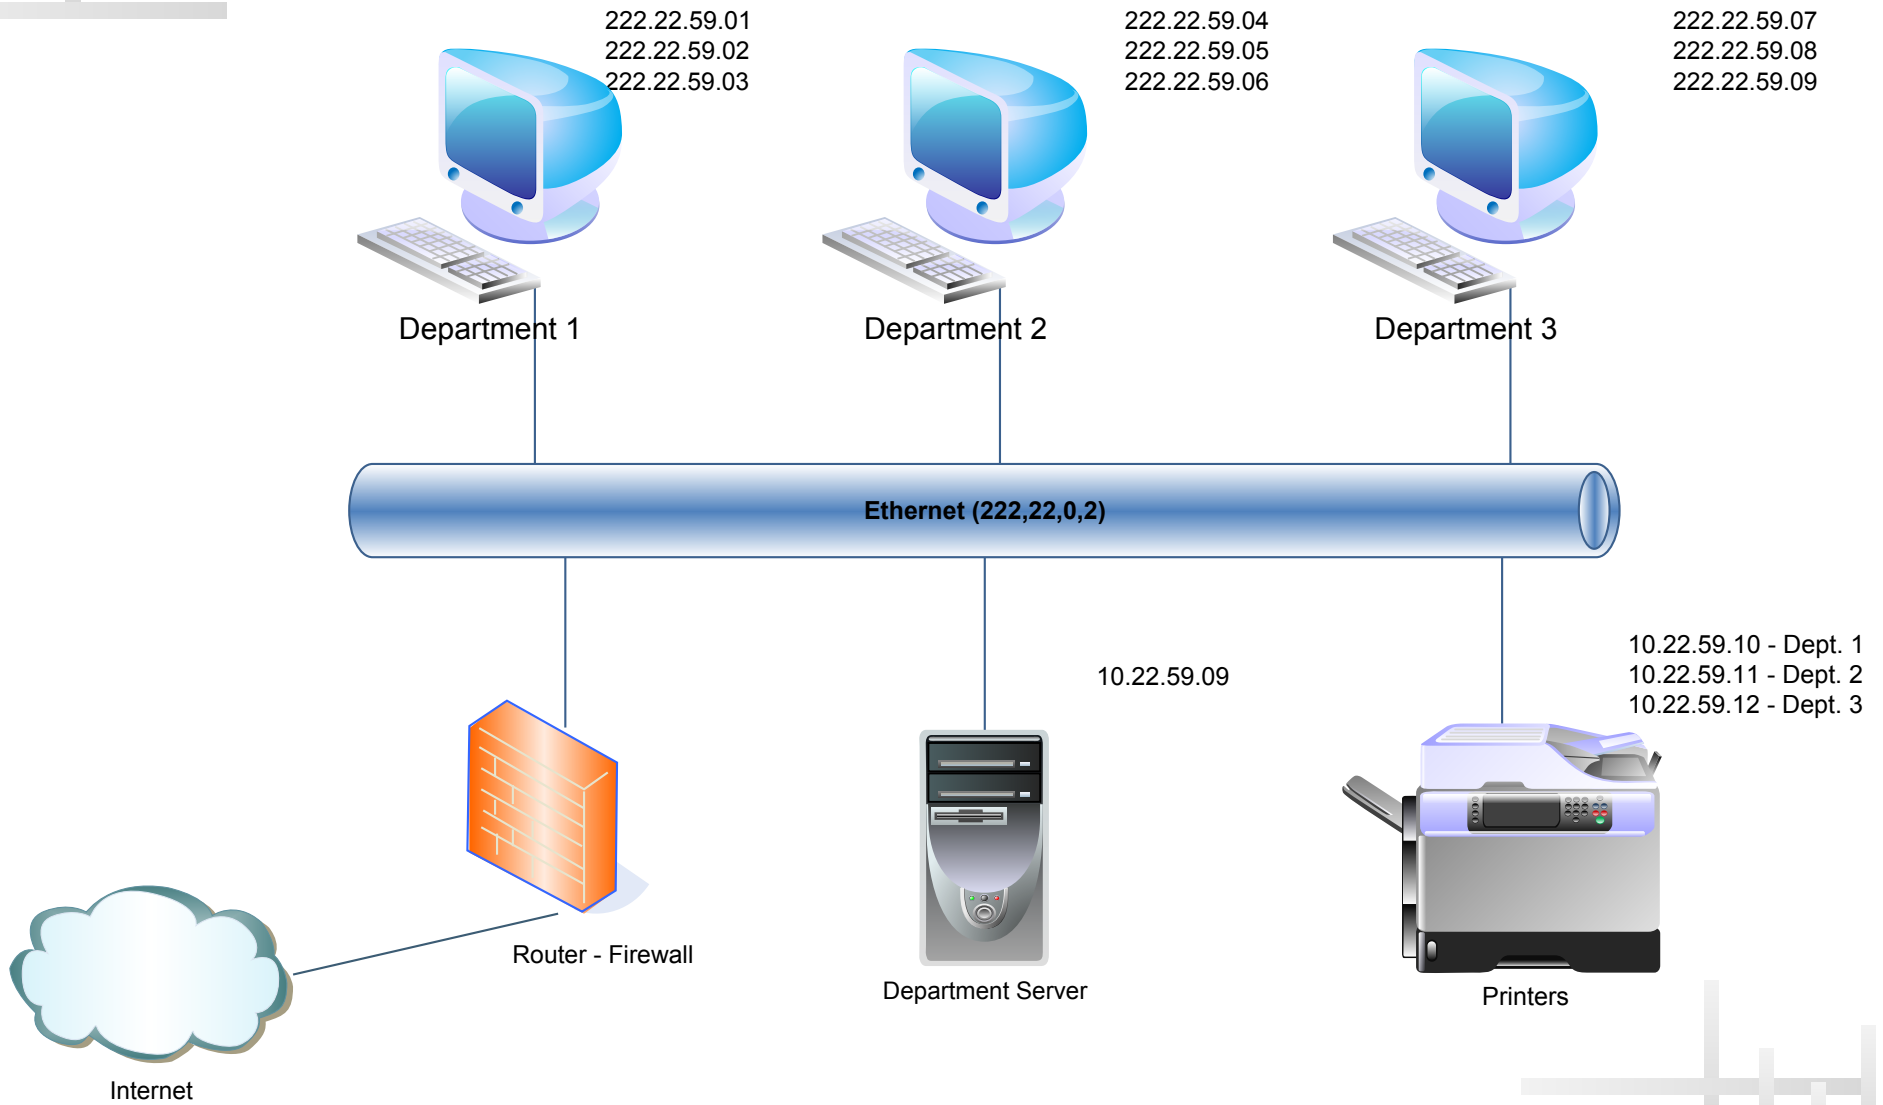 222.22.59.01
222.22.59.02
222.22.59.03
222.22.59.04
222.22.59.05
222.22.59.06
222.22.59.07
222.22.59.08
222.22.59.09
Department 1
Department 2
Department 3
Ethernet (222,22,0,2)
10.22.59.09
10.22.59.10 - Dept. 1
10.22.59.11 - Dept. 2
10.22.59.12 - Dept. 3
Router - Firewall
Department Server
Printers
Internet